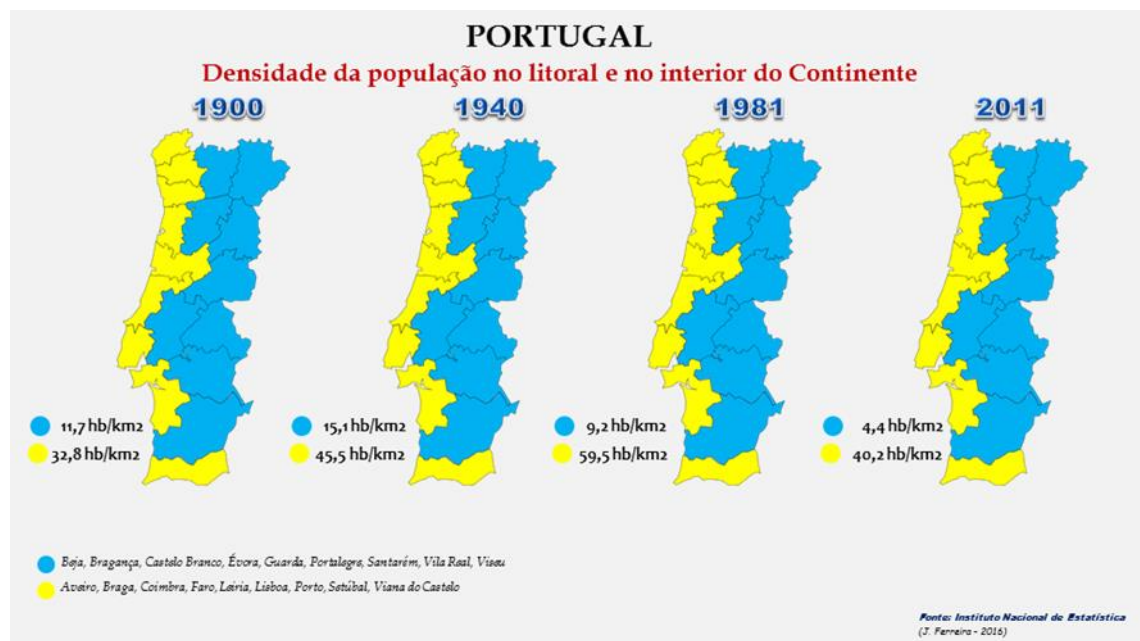 PORTUGAL
Densidade da população no litoral e no interior do Continente
1900
1940
1981
2011
11,7 hb/km2
32,8 hb/km2
15,1 hb/km2
45,5 hb/km2
9,2 hb/km2
59,5 hb/km2
4,4 hb/km2
40,2 hb/km2
Beja, Bragança, Castelo Branco, Évora, Guarda, Portalegre, Santarém, Vila Real, Viseu
Aveiro, Braga, Coimbra, Faro, Leiria, Lisboa, Porto, Setúbal, Viana do Castelo
Fonte: Instituto Nacional de Estatística
(J. Ferreira - 2016)